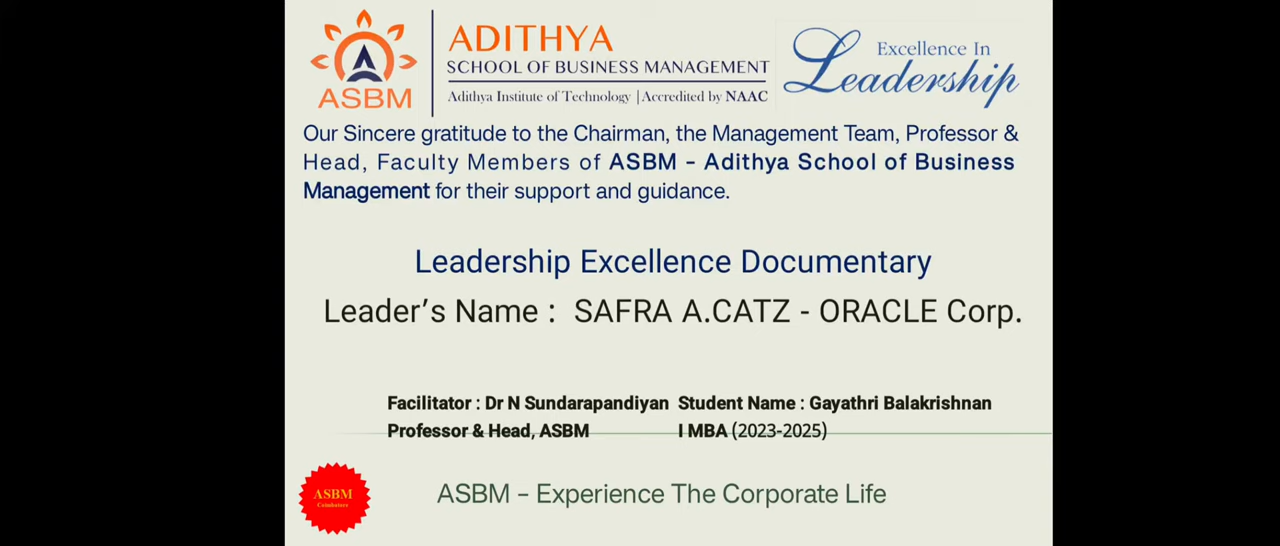 ASBM
ADITHYA
SCHOOL OF BUSINESS MANAGEMENT
Adithya Institute of Technology | Accredited by NAAC
Excellence In
Leadership
Our Sincere gratitude to the Chairman, the Management Team, Professor &
Head, Faculty Members of ASBM - Adithya School of Business
Management for their support and guidance.
Leadership Excellence Documentary
Leader's Name : SAFRA A.CATZ - ORACLE Corp.
Facilitator : Dr N Sundarapandiyan Student Name : Gayathri Balakrishnan
Professor & Head, ASBM I MBA (2023-2025)
ASBM
Coimbatore
ASBM - Experience The Corporate Life